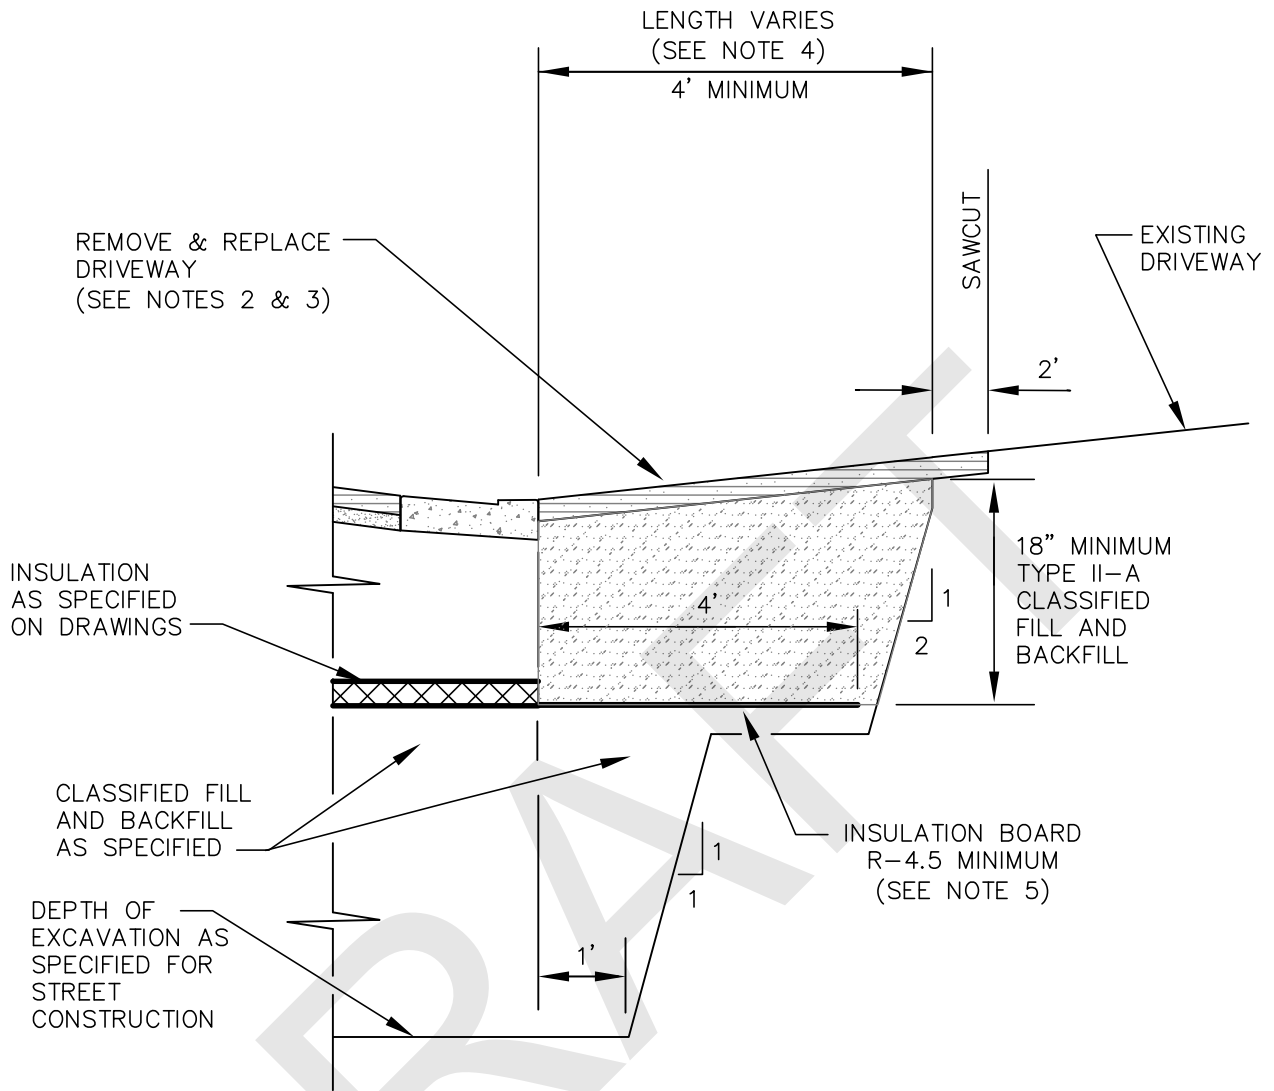 LENGTH VARIES
(SEE NOTE 4)
4' MINIMUM
SAWCUT
REMOVE & REPLACE
DRIVEWAY
(SEE NOTES 2 & 3)
EXISTING
DRIVEWAY
2'
INSULATION
AS SPECIFIED
ON DRAWINGS
18" MINIMUM
TYPE II-A
CLASSIFIED
FILL AND
BACKFILL
4'
1
2
CLASSIFIED FILL
AND BACKFILL
AS SPECIFIED
INSULATION BOARD
R-4.5 MINIMUM
(SEE NOTE 5)
1
1
DEPTH OF
EXCAVATION AS
SPECIFIED FOR
STREET
CONSTRUCTION
1'
DRAFT